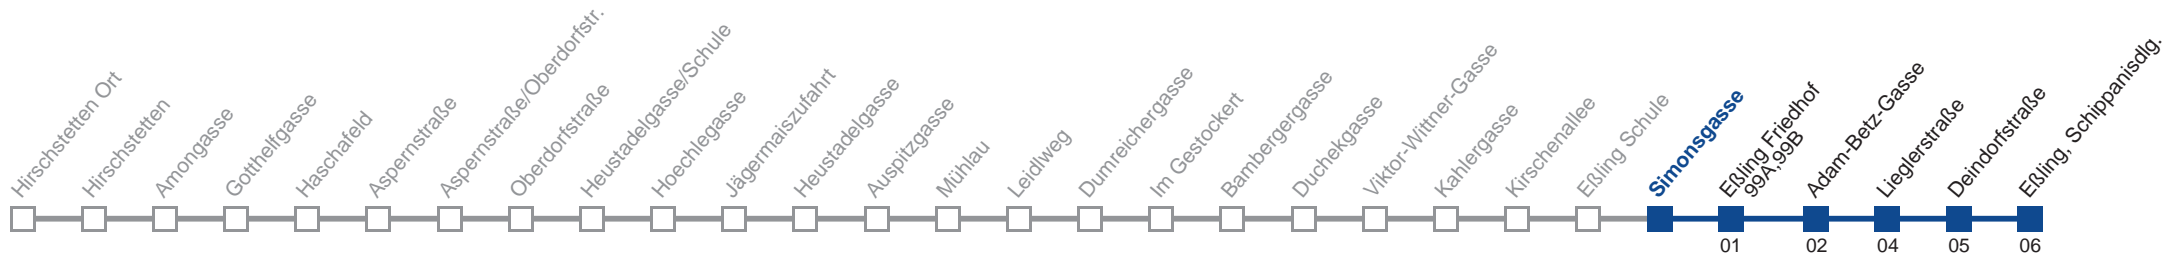 Hirschstetten Ort
Hirschstetten
Amongasse
Gotthelfgasse
Haschafeld
Aspernstraße
Aspernstraße/Oberdorfstr.
Oberdorfstraße
Heustadelgasse/Schule
Hoechlegasse
Jägermaiszufahrt
Heustadelgasse
Auspitzgasse
Mühlau
Leidlweg
Dumreichergasse
Im Gestockert
Bambergergasse
Duchekgasse
Viktor-Wittner-Gasse
Kahlergasse
Kirschenallee
Eßling Schule
Simonsgasse
Eßling Friedhof
99A,99B
Adam-Betz-Gasse
Lieglerstraße
Deindorfstraße
Eßling, Schippanisdlg.
01
02
04
05
06